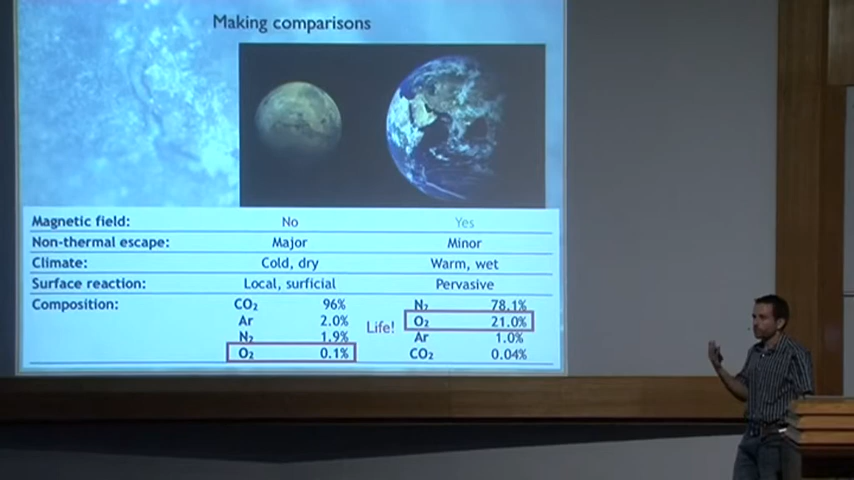 Making comparisons
Magnetic field: No Yes
Non-thermal escape: Major Minor
Climate: Cold, dry Warm, wet
Surface reaction: Local, surficial Pervasive
Composition: CO₂ 96% N₂ 78.1%
Ar 2.0% Life! O₂ 21.0%
N₂ 1.9% Ar 1.0%
O₂ 0.1% CO₂ 0.04%